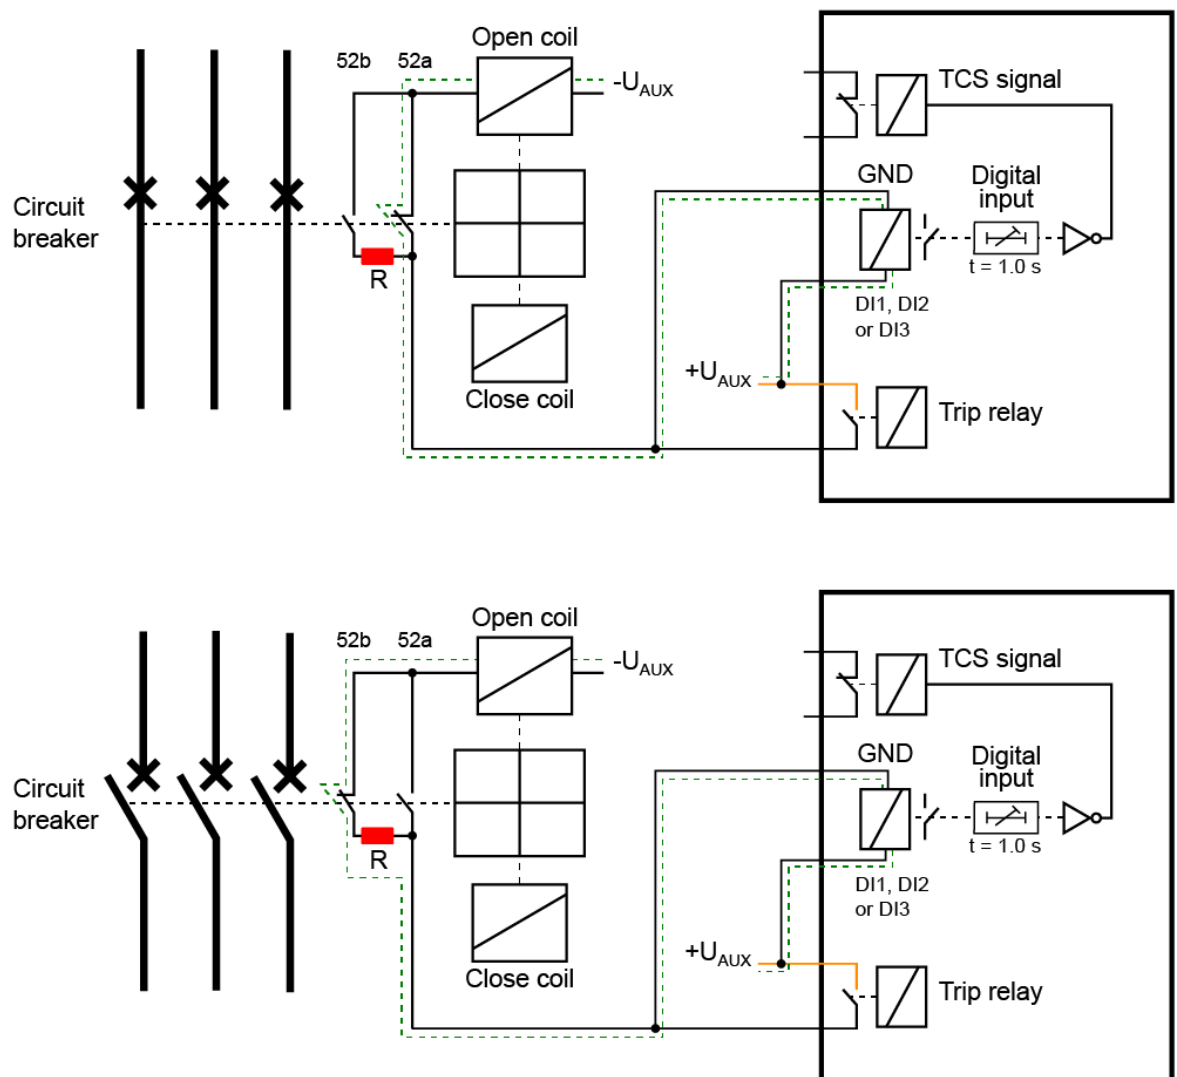 Open coil
52b 52a
-UAUX
TCS signal
GND
Digital
input
Circuit
breaker
t = 1.0 s
R
DI1, DI2
or DI3
+UAUX
Close coil
Trip relay
Open coil
52b 52a
-UAUX
TCS signal
GND
Digital
input
Circuit
breaker
t = 1.0 s
R
DI1, DI2
or DI3
+UAUX
Close coil
Trip relay